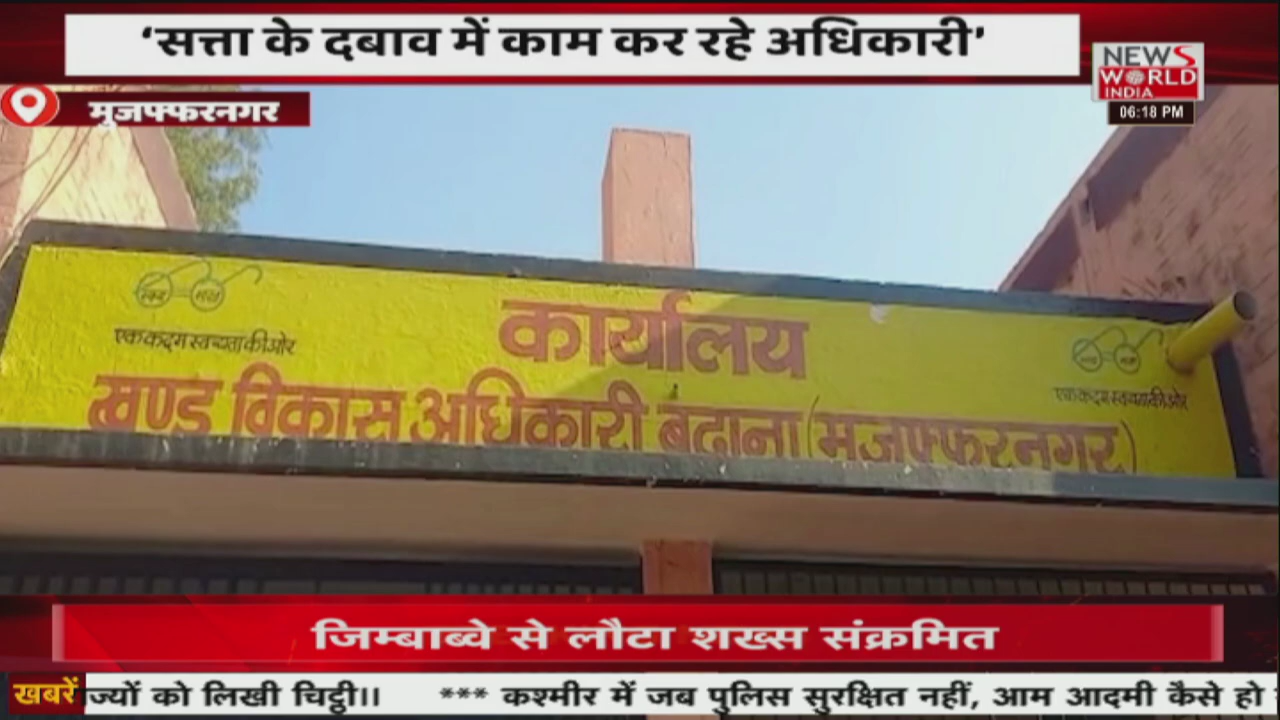 ‘सत्ता के दबाव में काम कर रहे अधिकारी’
NEWS
WORLD
INDIA
06:18 PM
मुजफ्फरनगर
एक कदम स्वच्छता की ओर
कार्यालय
एक कदम स्वच्छता की ओर
खण्ड विकास अधिकारी बुढ़ाना (मुजफ्फरनगर)
जिम्बाब्वे से लौटा शख्स संक्रमित
खबरें ज्यों को लिखी चिट्ठी।। *** कश्मीर में जब पुलिस सुरक्षित नहीं, आम आदमी कैसे हो